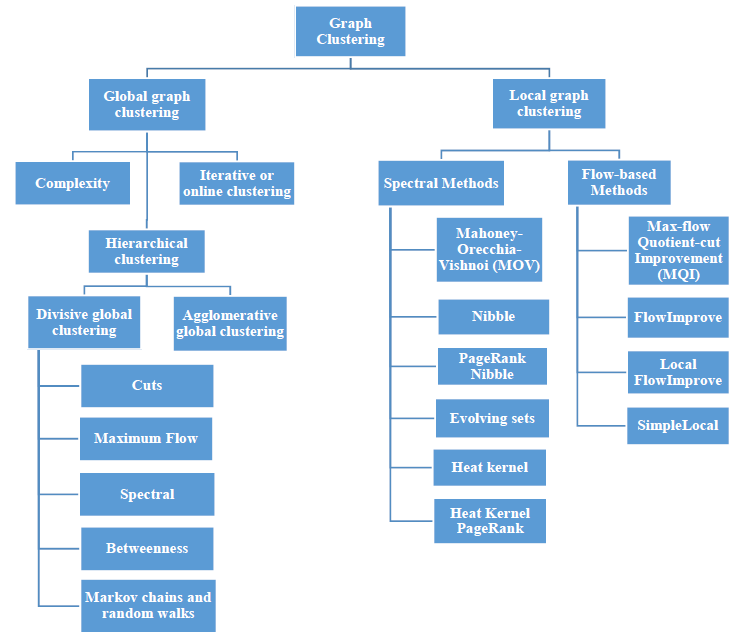 Graph
Clustering
Global graph
clustering
Local graph
clustering
Complexity
Iterative or
online clustering
Hierarchical
clustering
Divisive global
clustering
Agglomerative
global clustering
Cuts
Maximum Flow
Spectral
Betweenness
Markov chains and
random walks
Spectral Methods
Mahoney-
Orecchia-
Vishnoi (MOV)
Nibble
PageRank
Nibble
Evolving sets
Heat kernel
Heat Kernel
PageRank
Flow-based
Methods
Max-flow
Quotient-cut
Improvement
(MQI)
FlowImprove
Local
FlowImprove
SimpleLocal